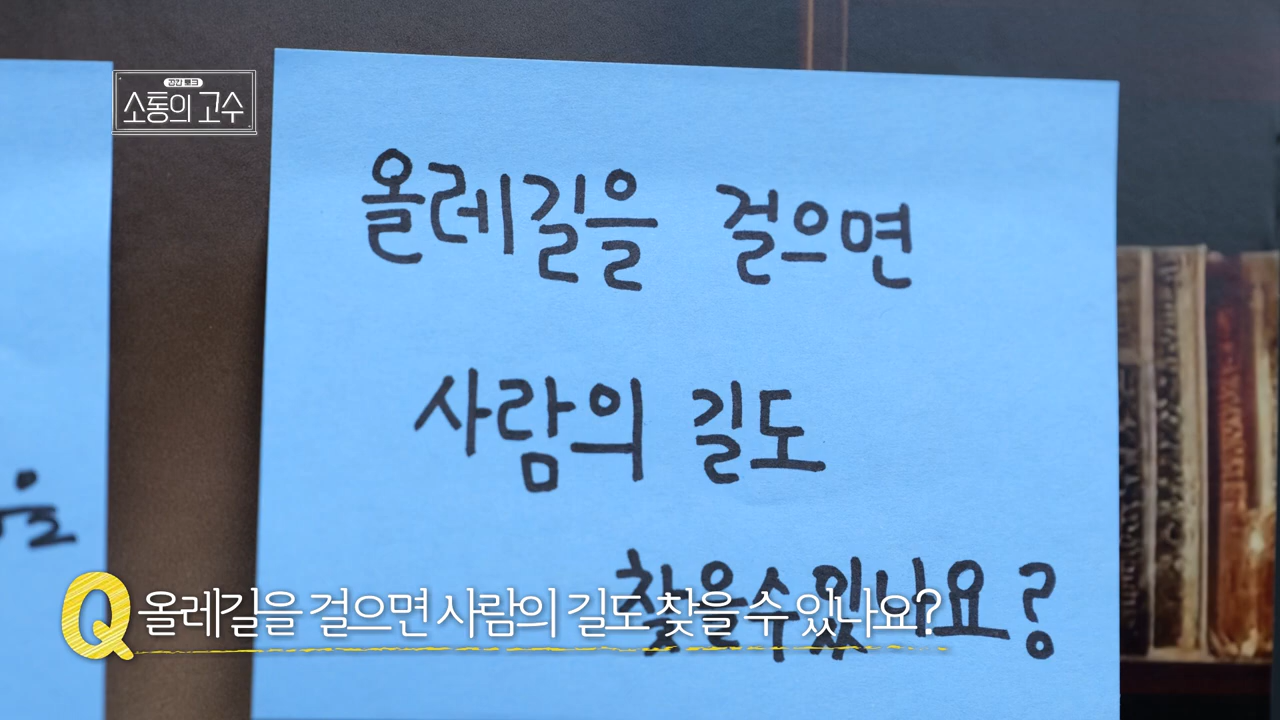 소통의 고수
올레길을 걸으면
사람의 길도
찾을수있나요?
Q 올레길을 걸으면 사람의 길도 찾을 수 있나요?